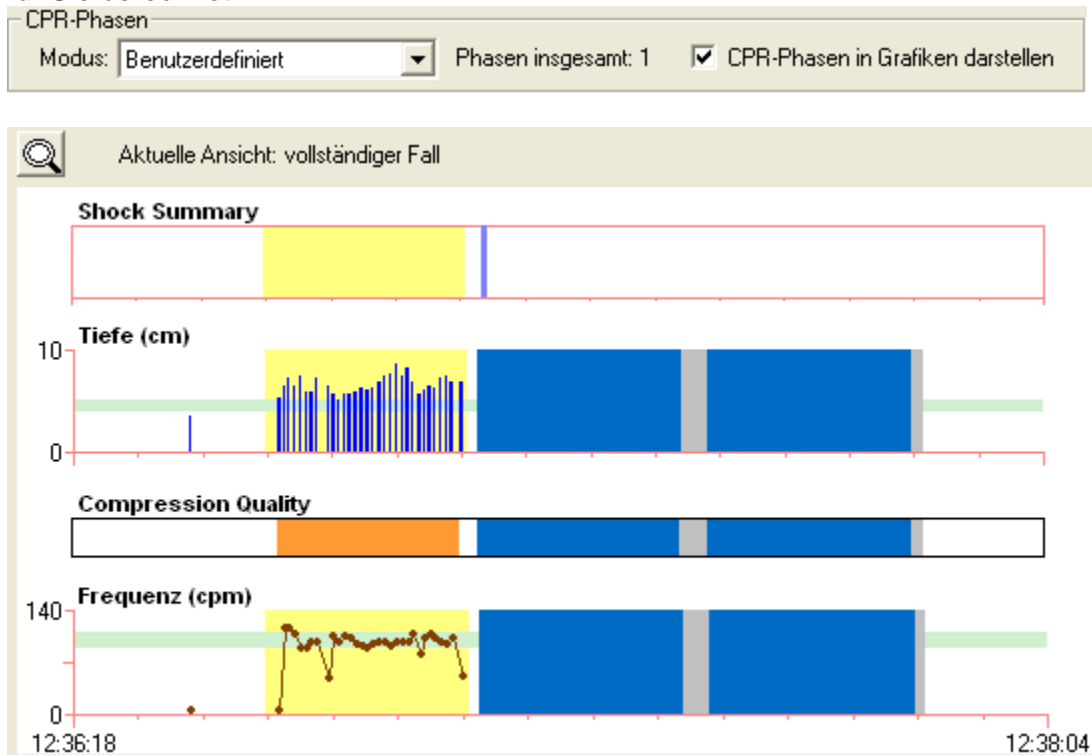 CPR-Phasen
Modus: Benutzerdefiniert Phasen insgesamt: 1 CPR-Phasen in Grafiken darstellen
Aktuelle Ansicht: vollständiger Fall
Shock Summary
Tiefe (cm)
10
0
Compression Quality
Frequenz (cpm)
140
0
12:36:18 12:38:04